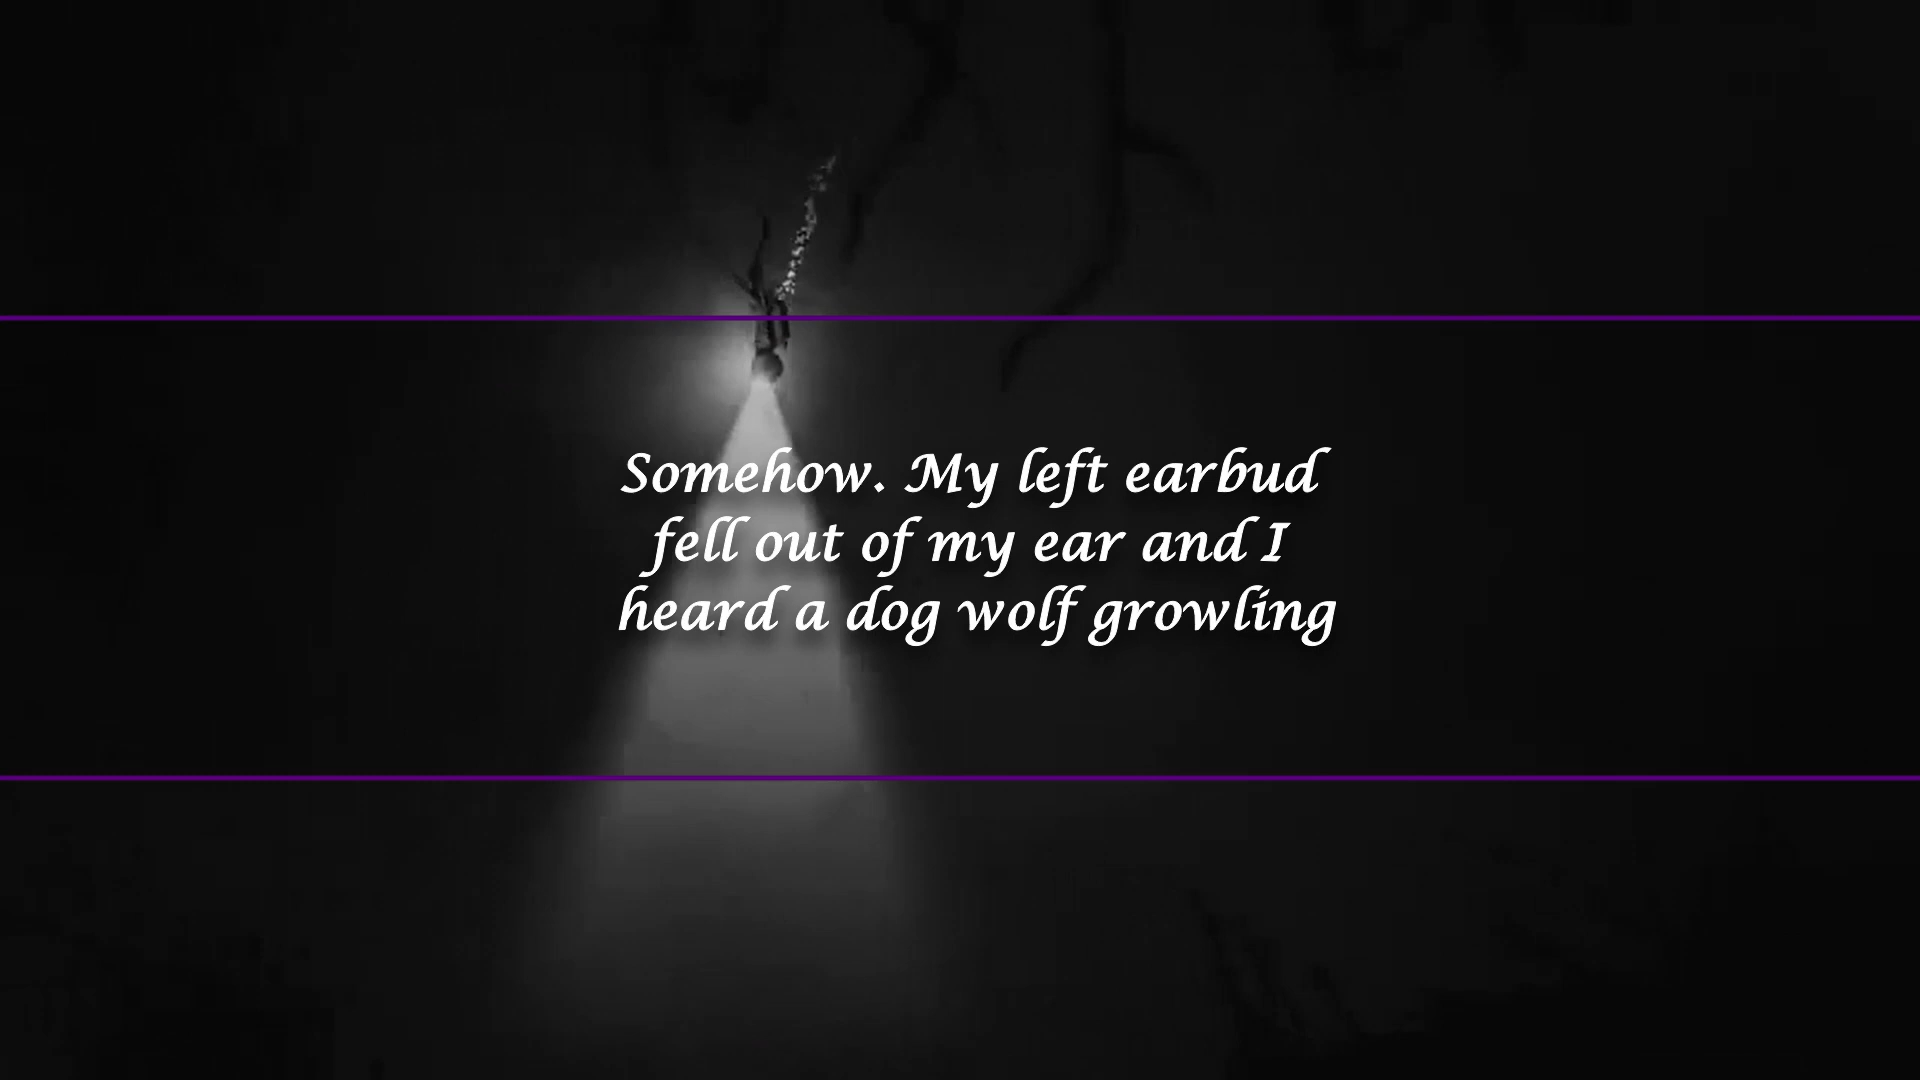 Somehow. My left earbud
fell out of my ear and I
heard a dog wolf growling